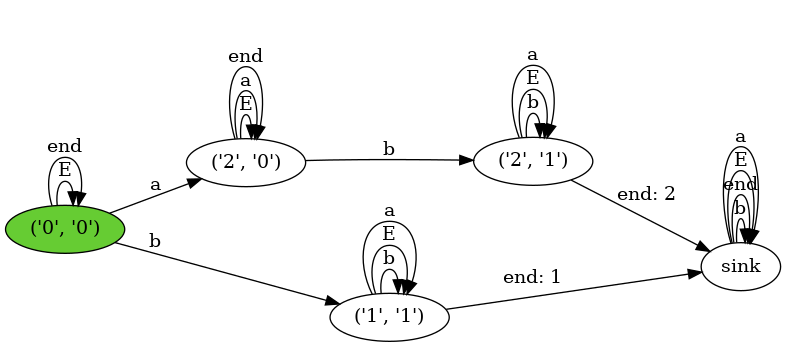 end
E
('0', '0')
a
b
end
a
E
('2', '0')
b
a
E
b
('2', '1')
end: 2
a
E
b
('1', '1')
end: 1
a
E
end
b
sink